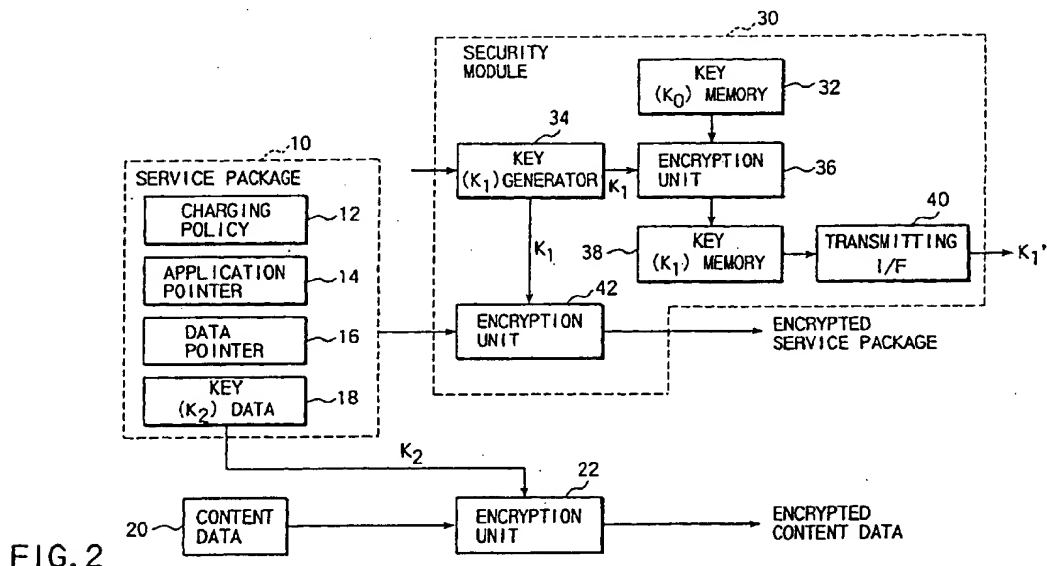 30
SECURITY
MODULE
KEY
(K0) MEMORY
32
34
KEY
(K1) GENERATOR
K1
ENCRYPTION
UNIT
36
10
SERVICE PACKAGE
CHARGING
POLICY
12
APPLICATION
POINTER
14
DATA
POINTER
16
KEY
(K2) DATA
18
K1
38
KEY
(K1) MEMORY
40
TRANSMITTING
I/F
K1'
42
ENCRYPTION
UNIT
ENCRYPTED
SERVICE PACKAGE
K2
22
20
CONTENT
DATA
ENCRYPTION
UNIT
ENCRYPTED
CONTENT DATA
FIG.2